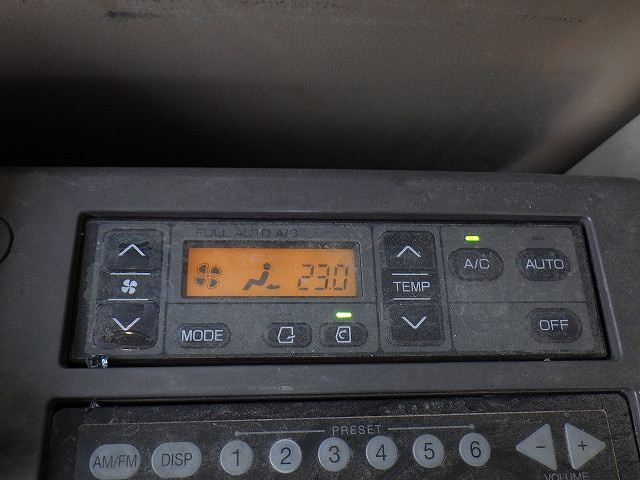 FULL AUTO A/C
23.0
TEMP
A/C
AUTO
MODE
OFF
PRESET
AM/FM
DISP
1
2
3
4
5
6
-
+
VOLUME